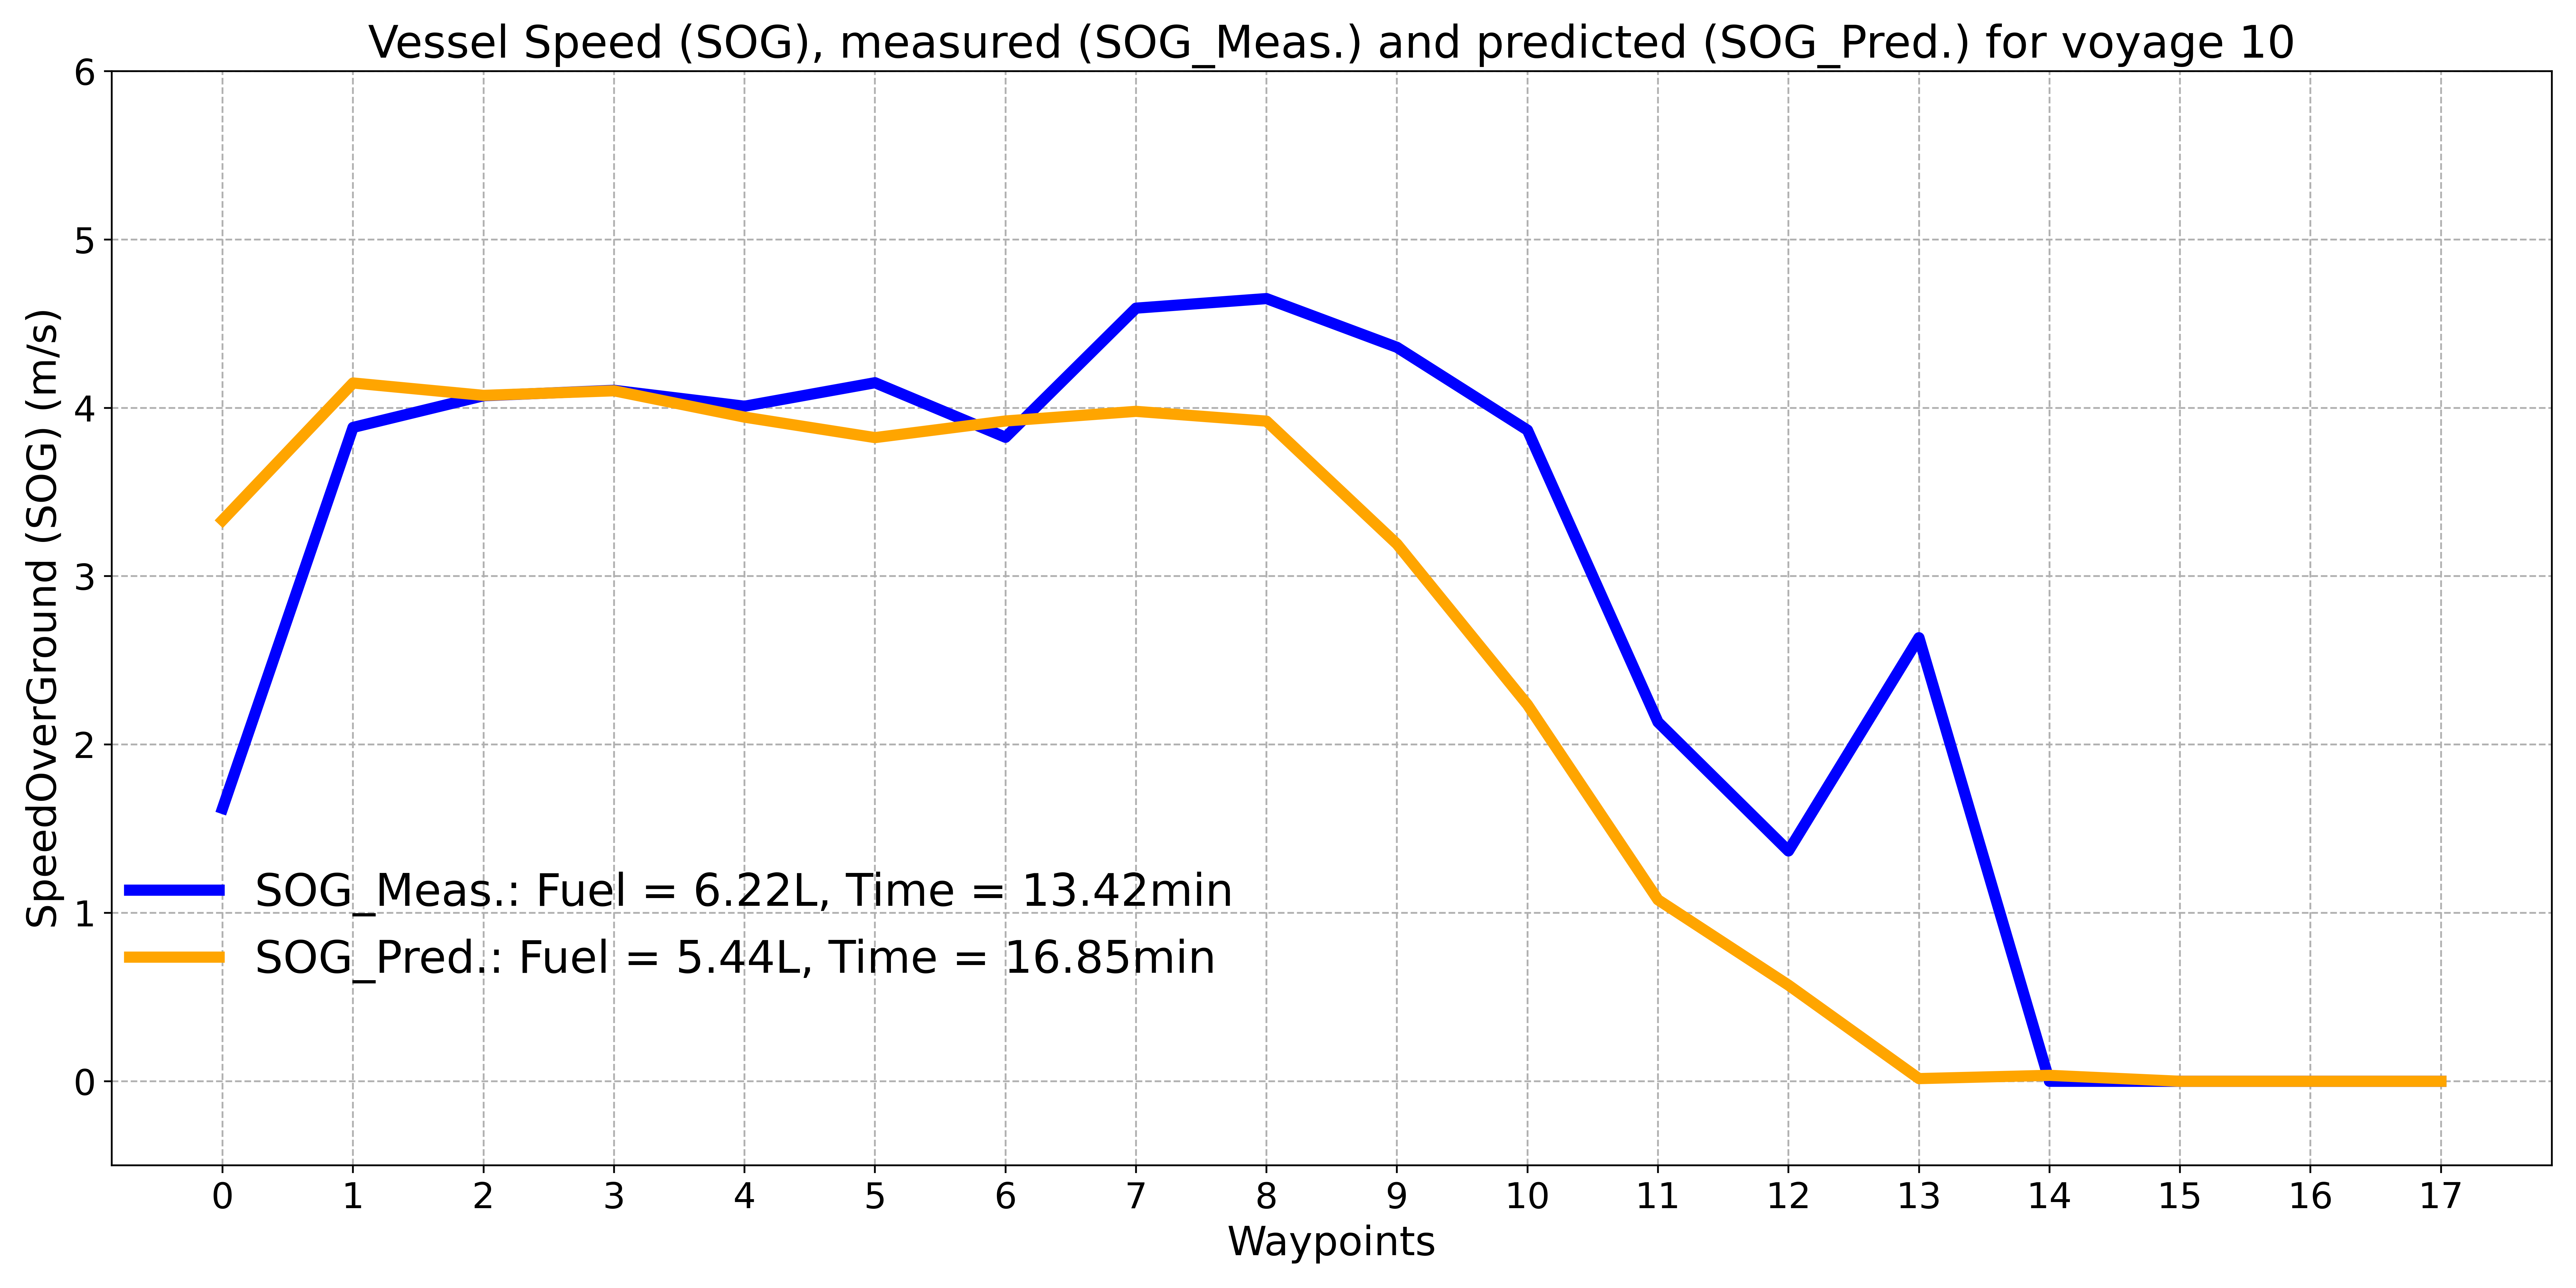 Vessel Speed (SOG), measured (SOG_Meas.) and predicted (SOG_Pred.) for voyage 10
6
5
4
3
2
1
0
SpeedOverGround (SOG) (m/s)
SOG_Meas.: Fuel = 6.22L, Time = 13.42min
SOG_Pred.: Fuel = 5.44L, Time = 16.85min
0 1 2 3 4 5 6 7 8 9 10 11 12 13 14 15 16 17
Waypoints